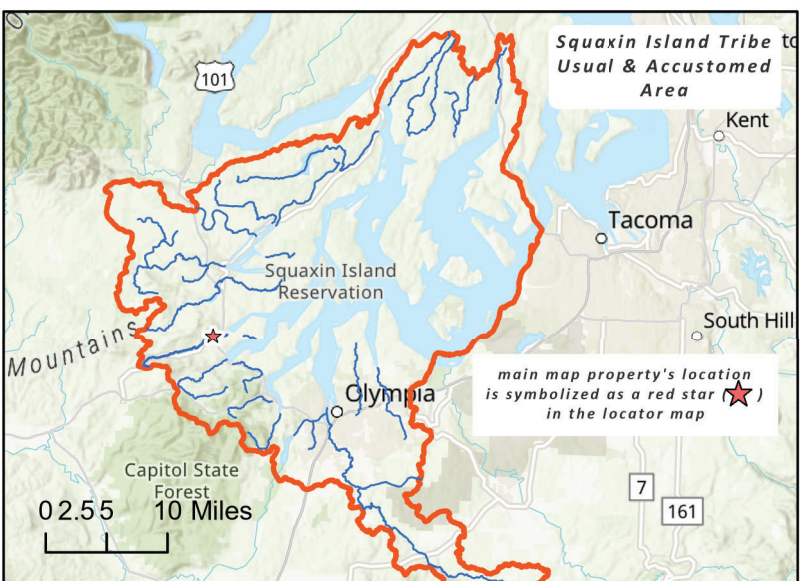 Squaxin Island Tribe
Usual & Accustomed
Area
101
Kent
Tacoma
Squaxin Island
Reservation
Mountains
South Hill
main map property's location
is symbolized as a red star ( )
in the locator map
Olympia
Capitol State
Forest
7
161
0 2.5 5 10 Miles